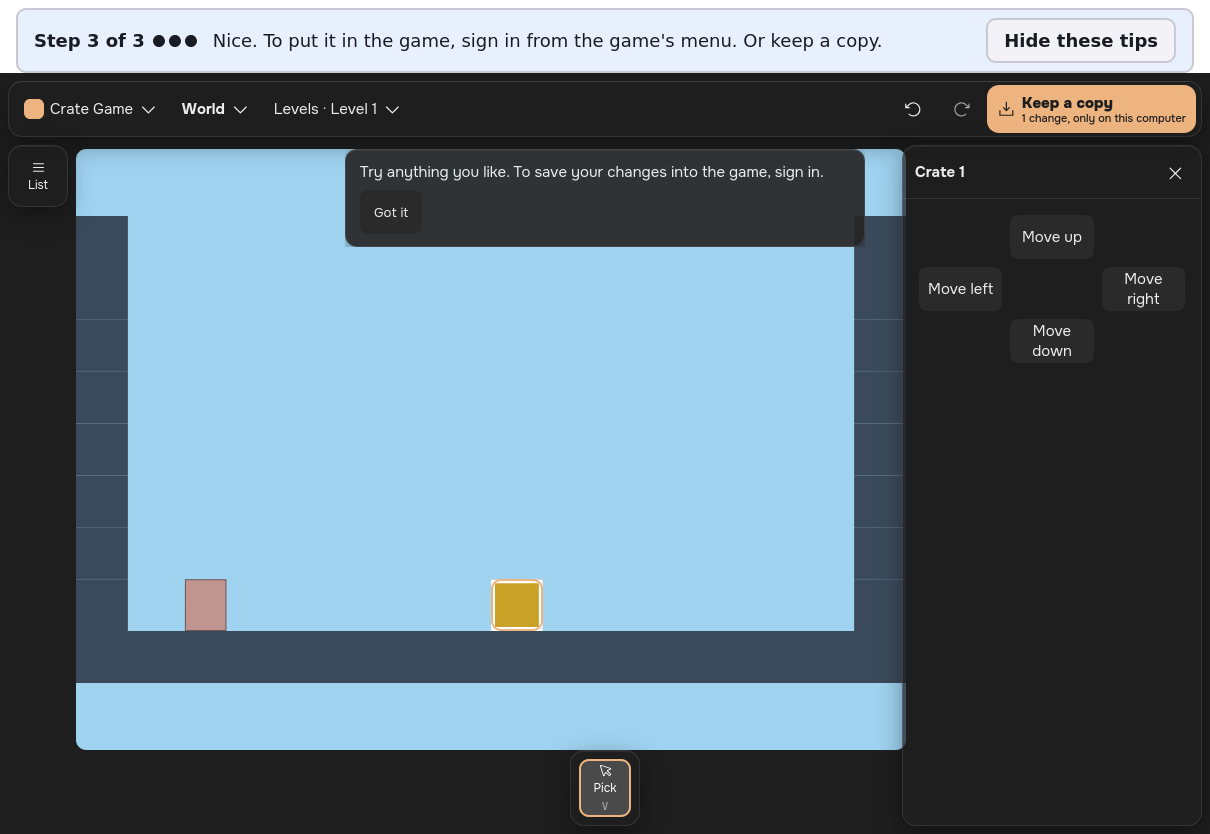 Step 3 of 3 ●●● Nice. To put it in the game, sign in from the game's menu. Or keep a copy.
Hide these tips
Crate Game
World
Levels · Level 1
Keep a copy
1 change, only on this computer
List
Try anything you like. To save your changes into the game, sign in.
Got it
Crate 1
Move up
Move left
Move
right
Move
down
Pick
V